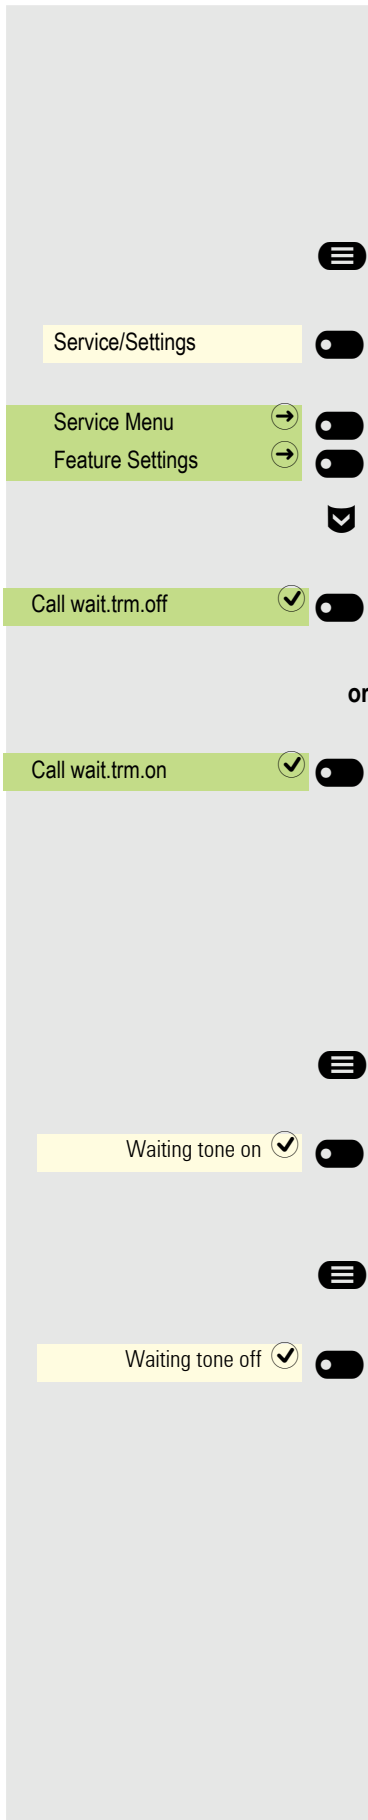 Service/Settings
Service Menu
Feature Settings
Call wait.trm.off
or
Call wait.trm.on
Waiting tone on
Waiting tone off